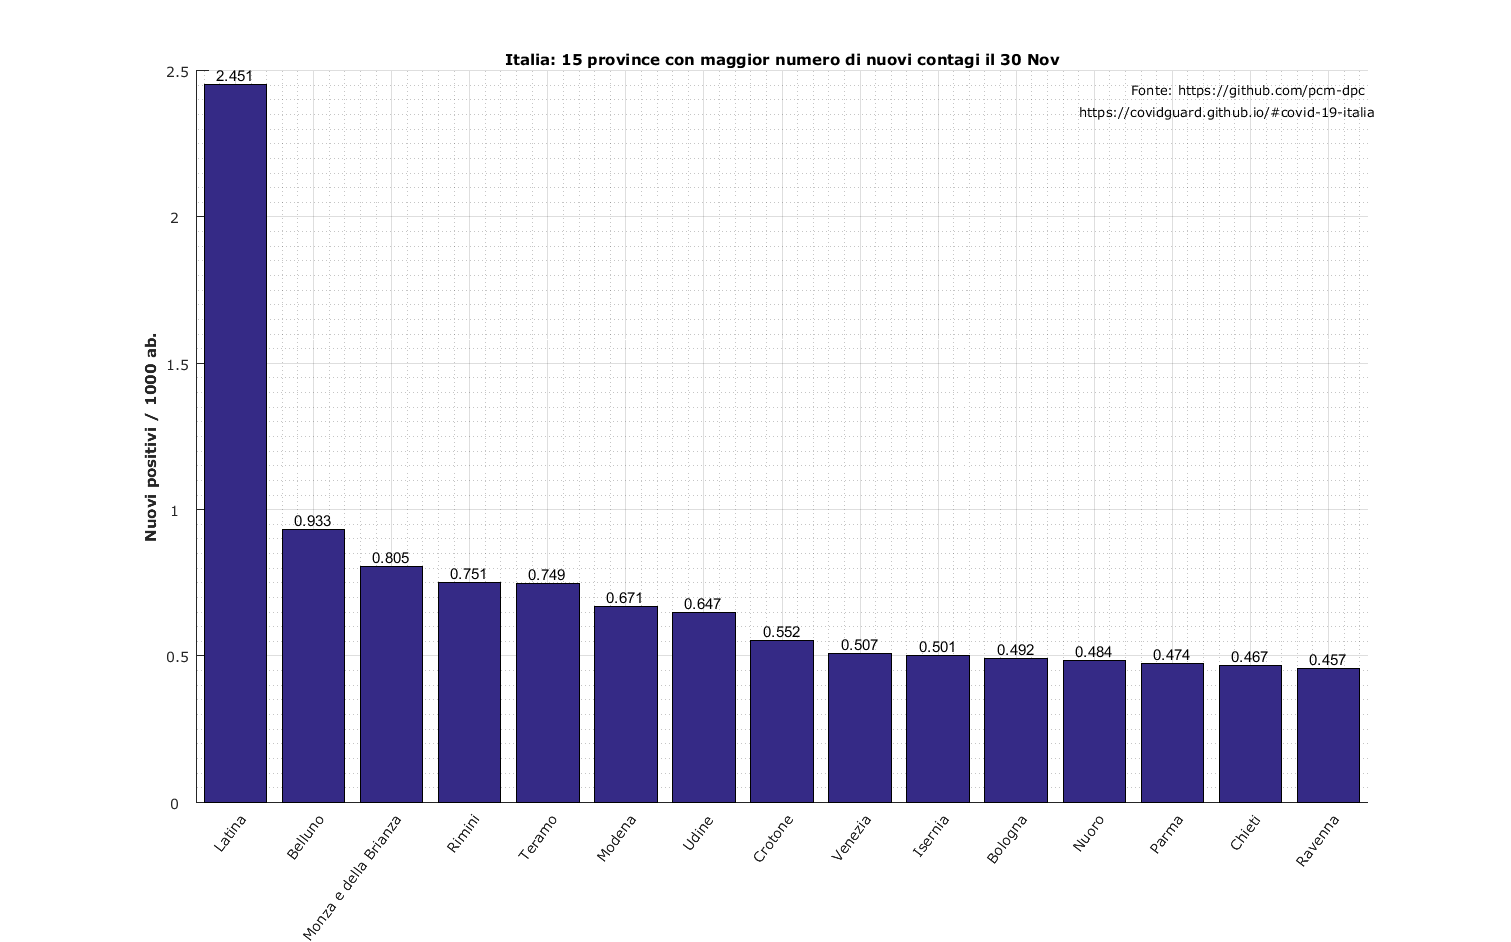 Italia: 15 province con maggior numero di nuovi contagi il 30 Nov
Fonte: https://github.com/pcm-dpc
https://covidguard.github.io/#covid-19-italia
Nuovi positivi / 1000 ab.
2.5
2
1.5
1
0.5
0
2.451
0.933
0.805
0.751
0.749
0.671
0.647
0.552
0.507
0.501
0.492
0.484
0.474
0.467
0.457
Latina
Belluno
Monza e della Brianza
Rimini
Teramo
Modena
Udine
Crotone
Venezia
Isernia
Bologna
Nuoro
Parma
Chieti
Ravenna